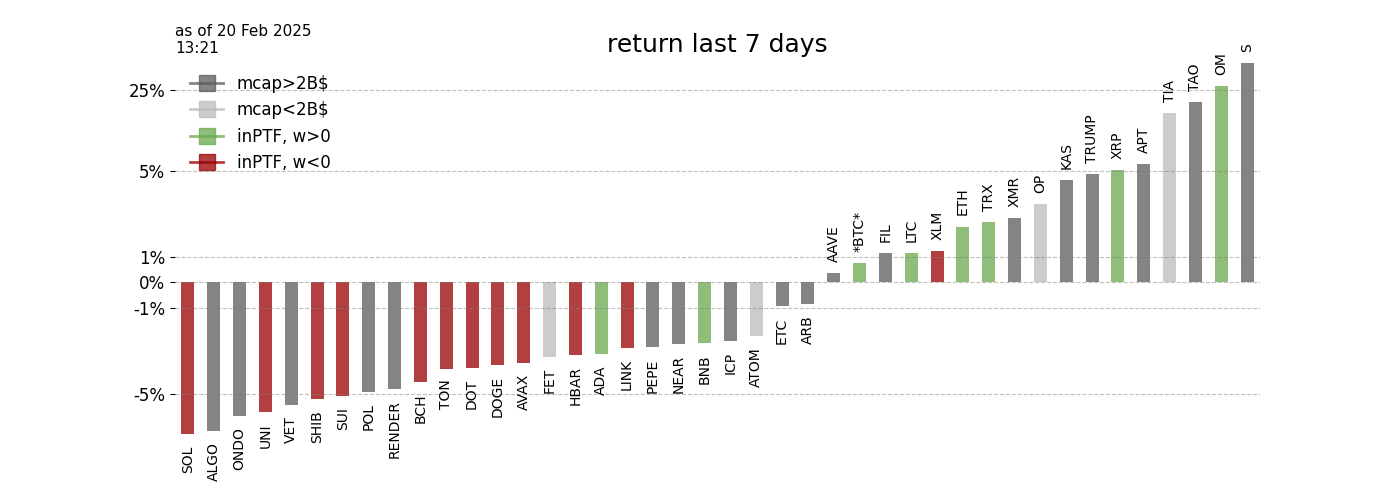 as of 20 Feb 2025
13:21
return last 7 days
mcap>2B$
mcap<2B$
inPTF, w>0
inPTF, w<0
25%
5%
1%
0%
-1%
-5%
SOL
ALGO
ONDO
UNI
VET
SHIB
SUI
POL
RENDER
BCH
TON
DOT
DOGE
AVAX
FET
HBAR
ADA
LINK
PEPE
NEAR
BNB
ICP
ATOM
ETC
ARB
AAVE
*BTC*
FIL
LTC
XLM
ETH
TRX
XMR
OP
KAS
TRUMP
XRP
APT
TIA
TAO
OM
S